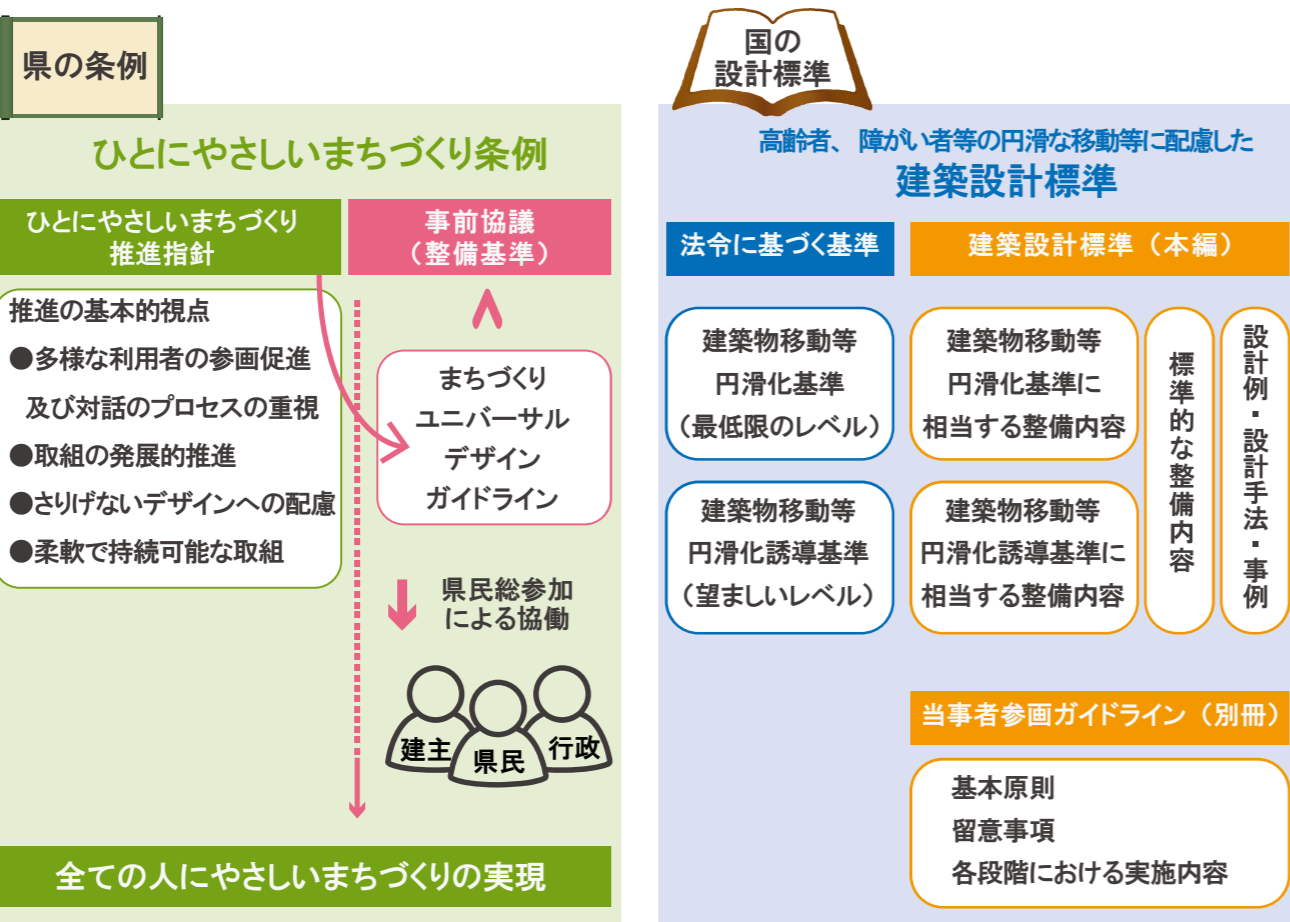 県の条例
ひとにやさしいまちづくり条例
ひとにやさしいまちづくり
推進指針
事前協議
（整備基準）
推進の基本的視点
●多様な利用者の参画促進
及び対話のプロセスの重視
●取組の発展的推進
●さりげないデザインへの配慮
●柔軟で持続可能な取組
まちづくり
ユニバーサル
デザイン
ガイドライン
県民総参加
による協働
建主
県民
行政
全ての人にやさしいまちづくりの実現
国の
設計標準
高齢者、障がい者等の円滑な移動等に配慮した
建築設計標準
法令に基づく基準
建築設計標準（本編）
建築物移動等
円滑化基準
（最低限のレベル）
建築物移動等
円滑化誘導基準
（望ましいレベル）
建築物移動等
円滑化基準に
相当する整備内容
建築物移動等
円滑化誘導基準に
相当する整備内容
標準的な整備内容
設計例・設計手法・事例
当事者参画ガイドライン（別冊）
基本原則
留意事項
各段階における実施内容